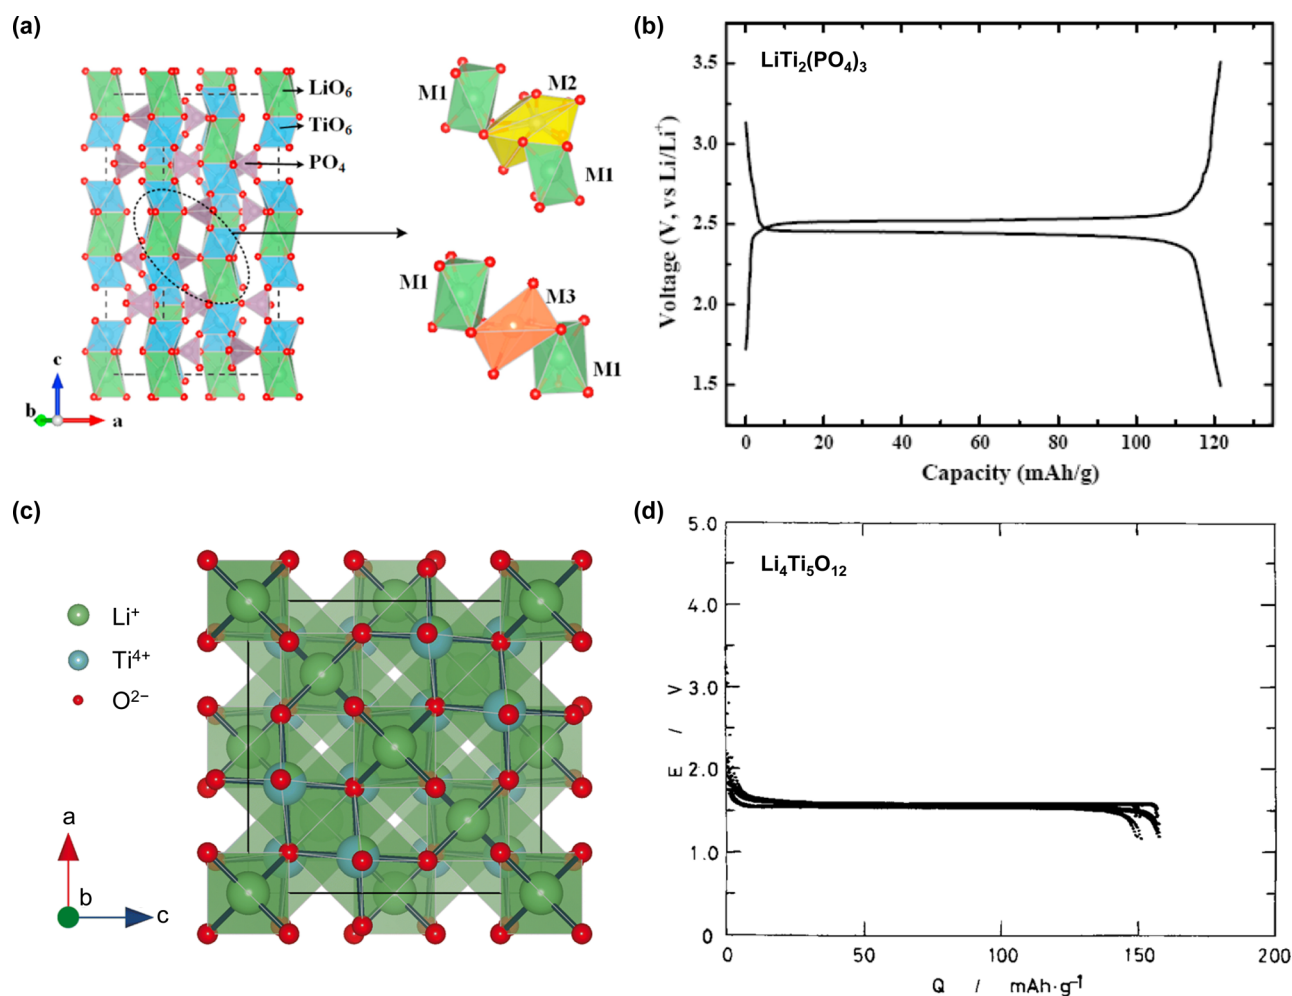 (a)
LiO₆
TiO₆
PO₄
M1
M2
M1
M1
M3
M1
c
b
a
(b)
LiTi₂(PO₄)₃
Voltage (V, vs Li/Li⁺)
3.5
3.0
2.5
2.0
1.5
0 20 40 60 80 100 120
Capacity (mAh/g)
(c)
Li⁺
Ti⁴⁺
O²⁻
a
b
c
(d)
Li₄Ti₅O₁₂
E / V
5.0
4.0
3.0
2.0
1.0
0
0 50 100 150 200
Q / mAh·g⁻¹